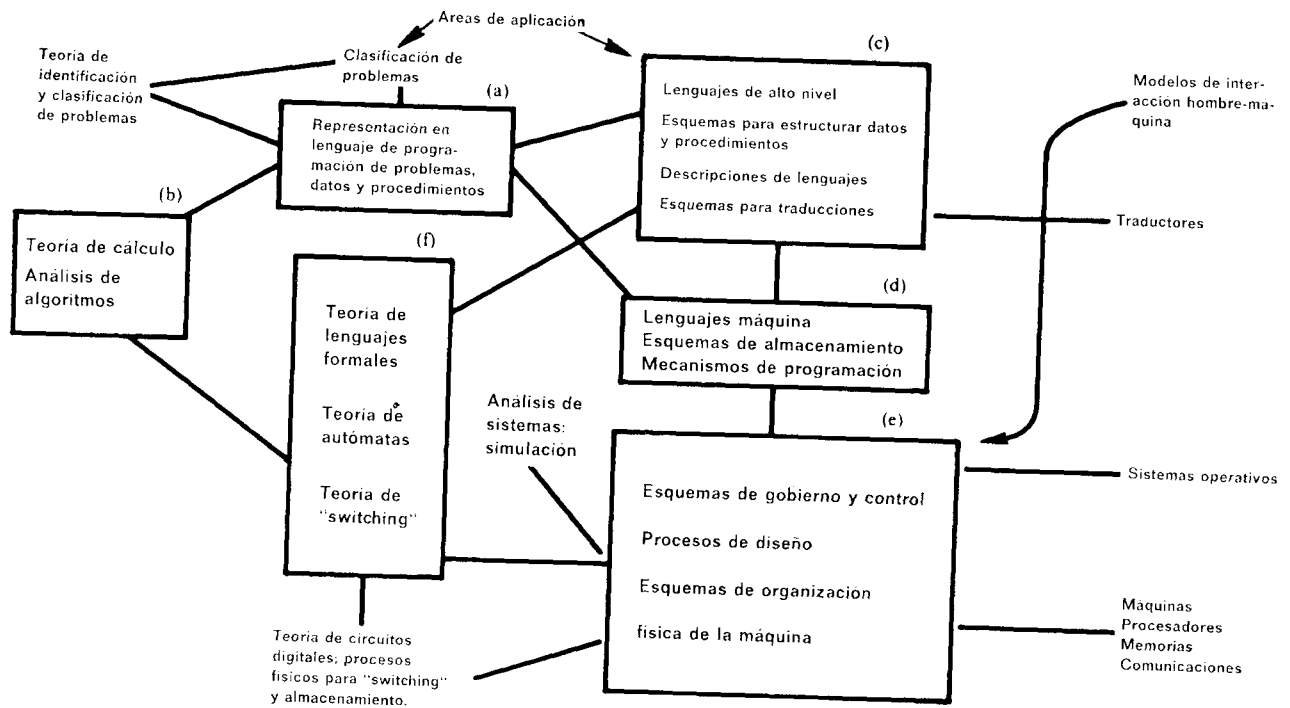 Areas de aplicación
(c)
Teoría de
identificación
y clasificación
de problemas
Clasificación de
problemas
(a)
Representación en
lenguaje de progra-
mación de problemas,
datos y procedimientos
Lenguajes de alto nivel
Esquemas para estructurar datos
y procedimientos
Descripciones de lenguajes
Esquemas para traducciones
Modelos de inter-
acción hombre-ma-
quina
Traductores
(b)
Teoría de cálculo
Análisis de
algoritmos
(f)
Teoría de
lenguajes
formales
Teoría de
autómatas
Teoría de
"switching"
(d)
Lenguajes máquina
Esquemas de almacenamiento
Mecanismos de programación
Análisis de
sistemas:
simulación
(e)
Esquemas de gobierno y control
Procesos de diseño
Esquemas de organización
física de la máquina
Sistemas operativos
Máquinas
Procesadores
Memorias
Comunicaciones
Teoría de circuitos
digitales; procesos
físicos para "switching"
y almacenamiento.